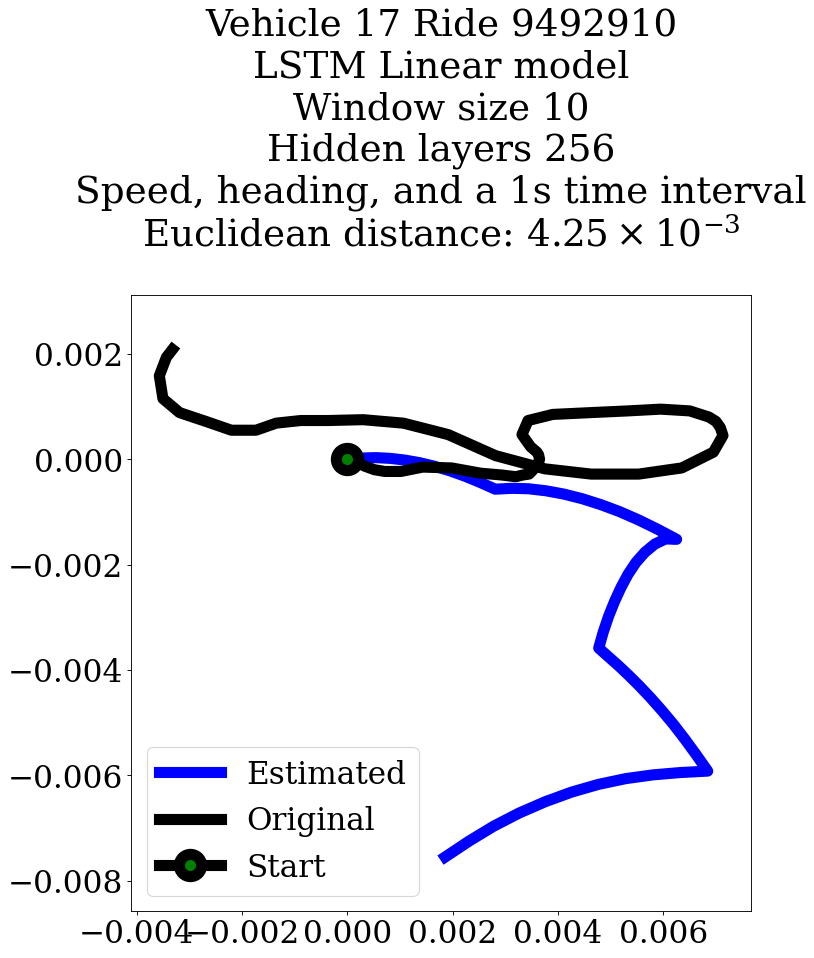 Vehicle 17 Ride 9492910
LSTM Linear model
Window size 10
Hidden layers 256
Speed, heading, and a 1s time interval
Euclidean distance: 4.25 × 10⁻³
0.002
0.000
−0.002
−0.004
−0.006
−0.008
Estimated
Original
Start
−0.004 −0.002 0.000 0.002 0.004 0.006